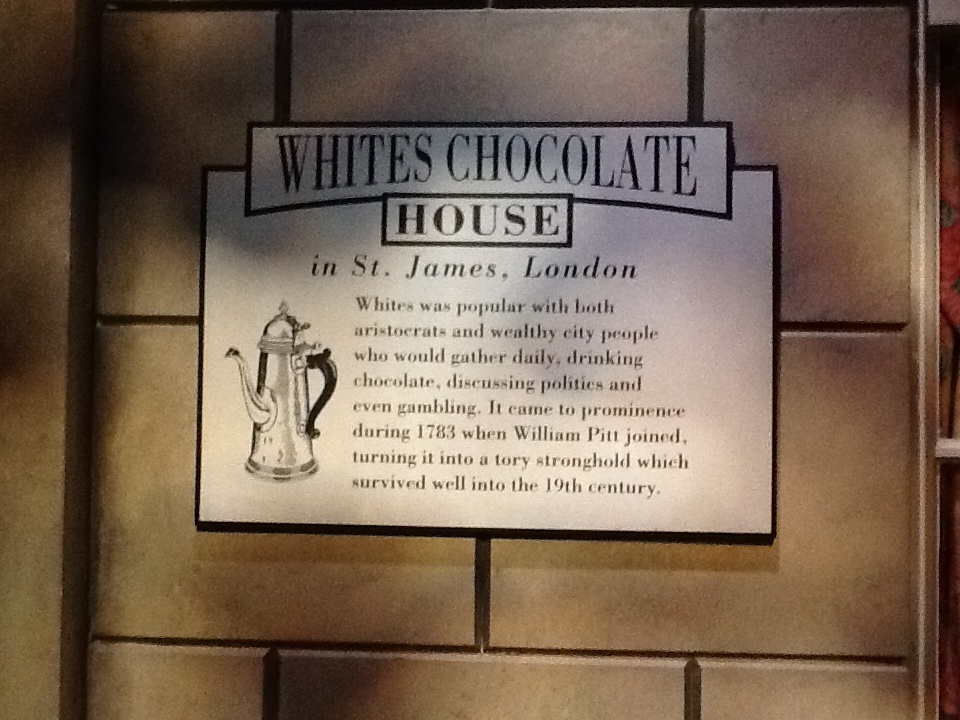 WHITES CHOCOLATE
HOUSE
in St. James, London
Whites was popular with both
aristocrats and wealthy city people
who would gather daily, drinking
chocolate, discussing politics and
even gambling. It came to prominence
during 1783 when William Pitt joined,
turning it into a tory stronghold which
survived well into the 19th century.